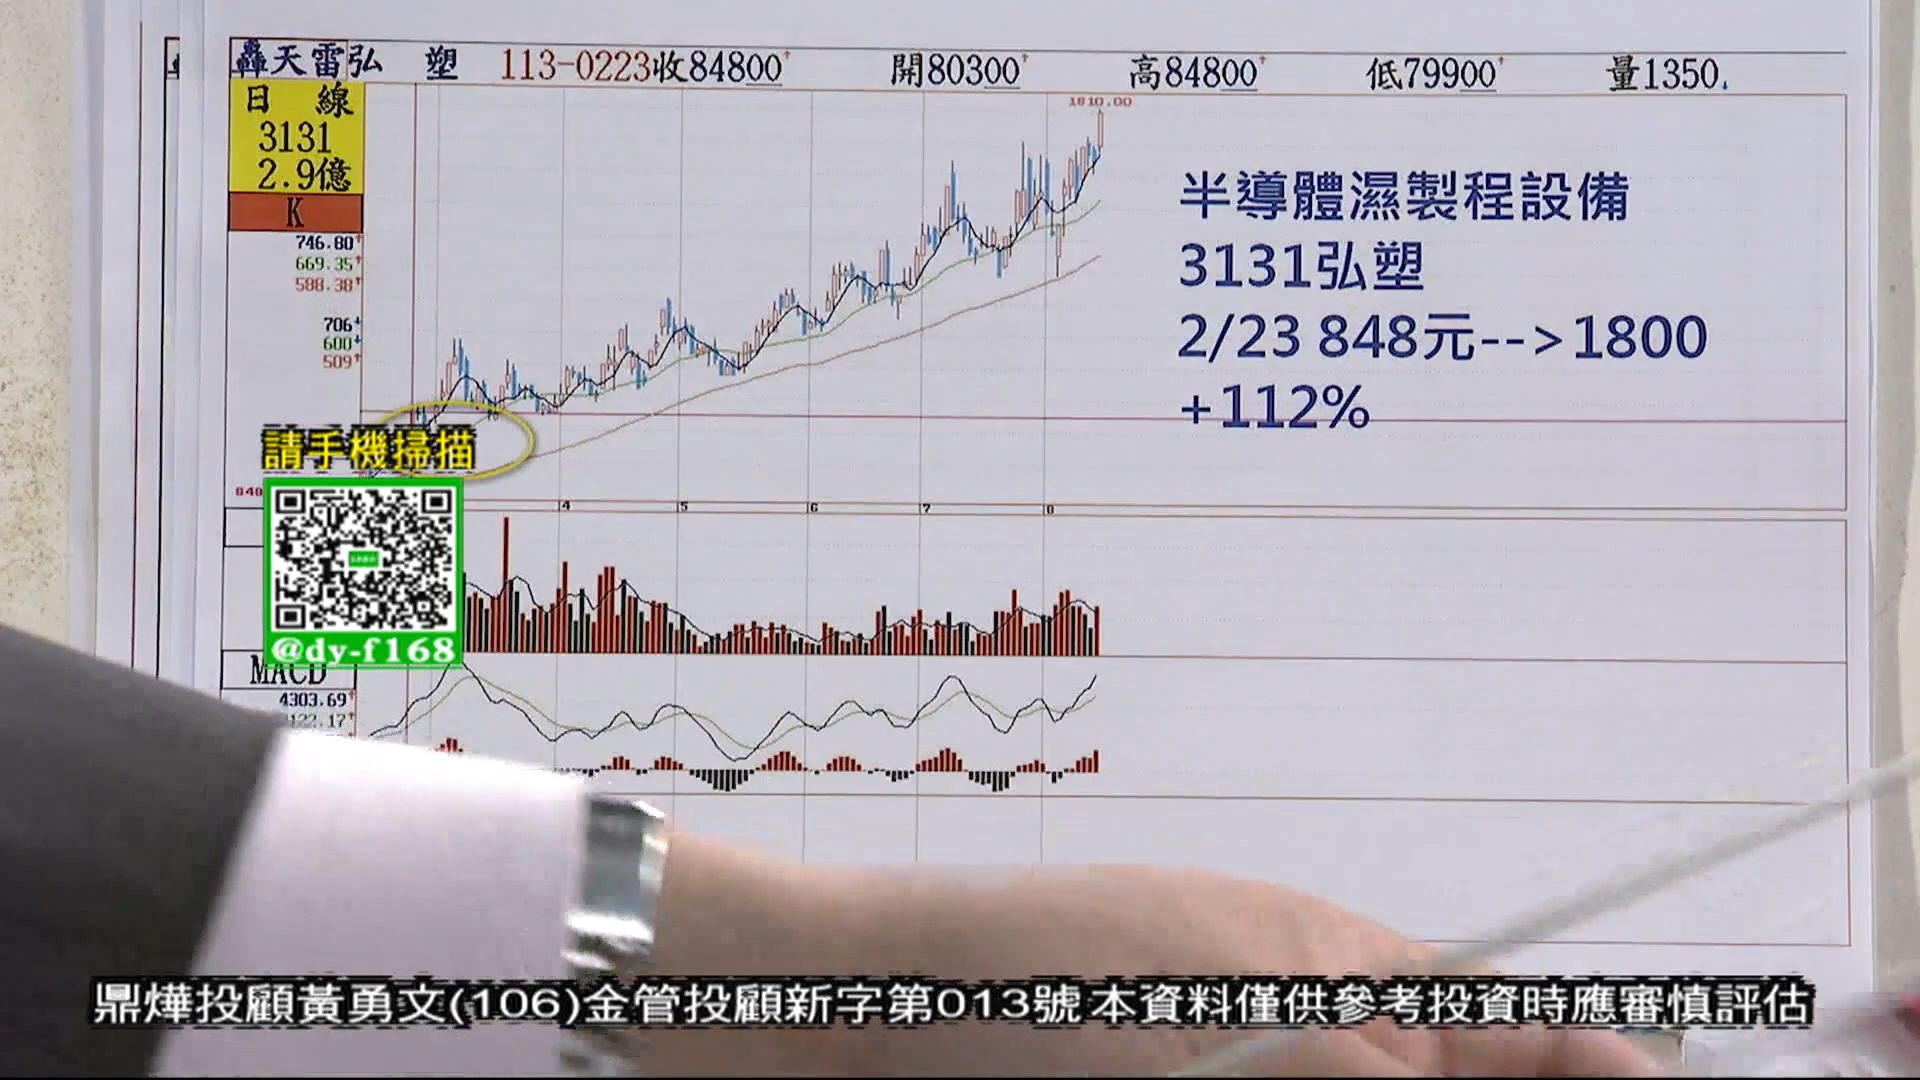 轟天雷弘 塑 113-0223收84800↑ 開80300↑ 高84800↑ 低79900↑ 量1350↓
日 線
3131
2.9億
K
746.80↑
669.35↑
588.38↑
706↓
600↓
509↑
1810.00
半導體濕製程設備
3131弘塑
2/23 848元-->1800
+112%
請手機掃描
848
4 5 6 7 8
@dy-f168
MACD
4303.69↑
鼎燁投顧黃勇文(106)金管投顧新字第013號本資料僅供參考投資時應審慎評估